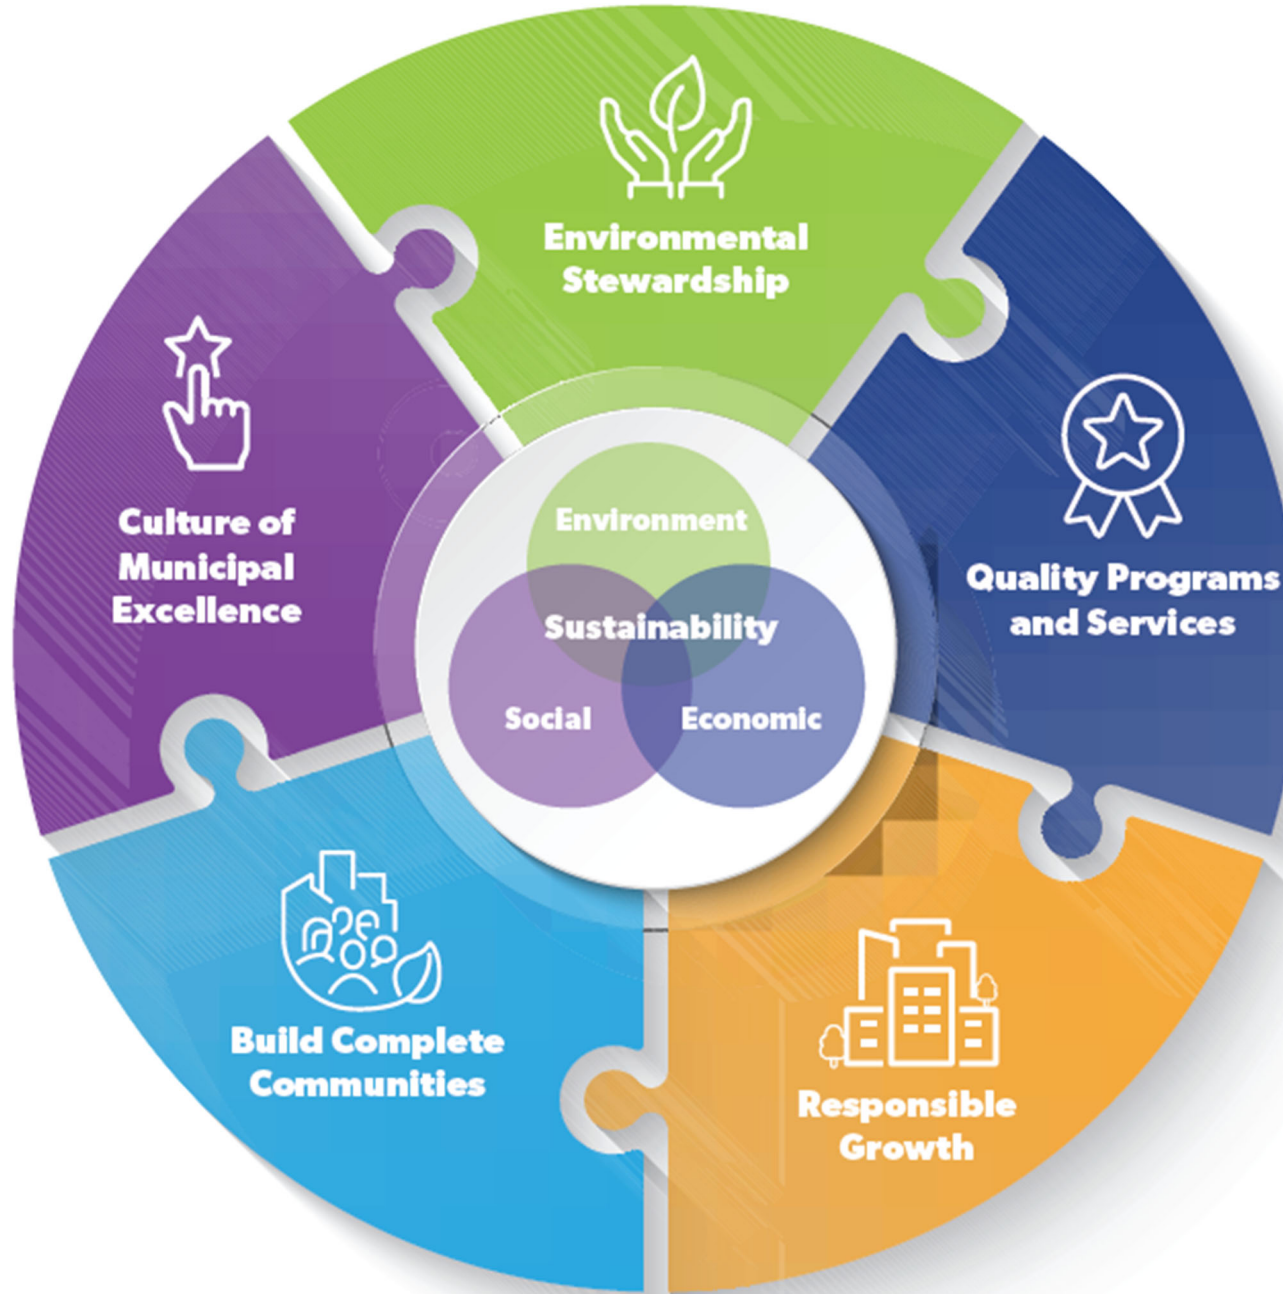 Environmental
Stewardship
Quality Programs
and Services
Responsible
Growth
Build Complete
Communities
Culture of
Municipal
Excellence
Environment
Sustainability
Social
Economic